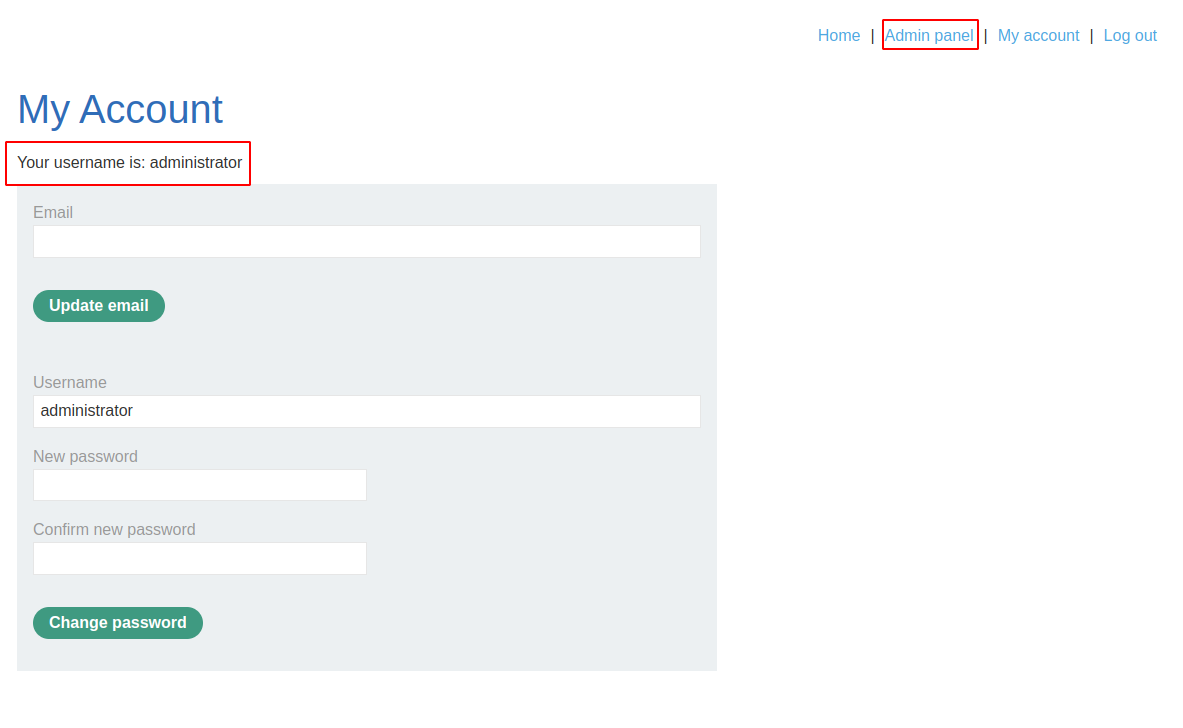 Home | Admin panel | My account | Log out
My Account
Your username is: administrator
Email
Update email
Username
administrator
New password
Confirm new password
Change password